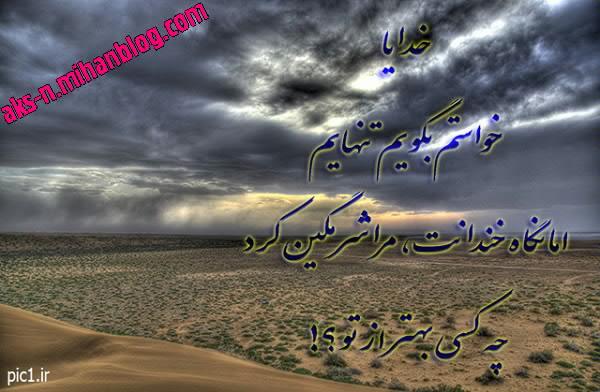 aks-n.mihanblog.com
خدایا
خواستم بگویم تنهایم
اما نگاه خندانت، مرا شرمگین کرد
چه کسی بهتر از تو؟!
pic1.ir